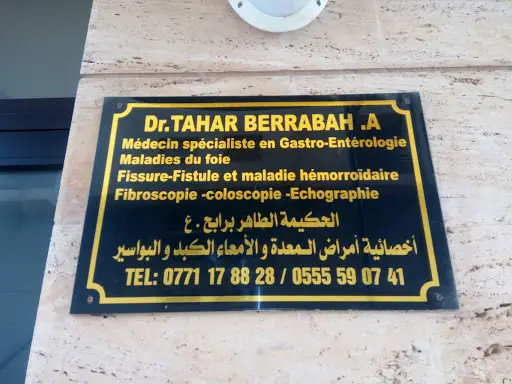 Dr.TAHAR BERRABAH .A
Médecin spécialiste en Gastro-Entérologie
Maladies du foie
Fissure-Fistule et maladie hémorroïdaire
Fibroscopie -coloscopie -Echographie
الحكيمة الطاهر برابح . ع
أخصائية أمراض المعدة و الأمعاء الكبد و البواسير
TEL: 0771 17 88 28 / 0555 59 07 41